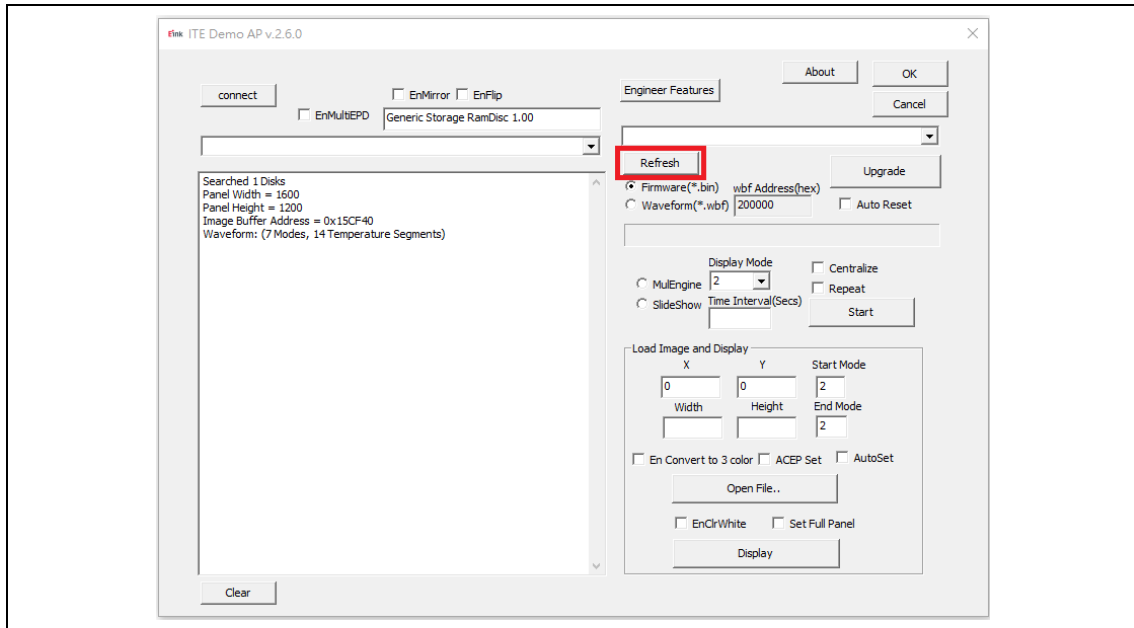 Eink ITE Demo AP v.2.6.0
connect
EnMirror EnFlip
EnMultiEPD Generic Storage RamDisc 1.00
Searched 1 Disks
Panel Width = 1600
Panel Height = 1200
Image Buffer Address = 0x15CF40
Waveform: (7 Modes, 14 Temperature Segments)
Clear
About OK
Engineer Features
Cancel
Refresh
Upgrade
Firmware(*.bin) wbf Address(hex)
Waveform(*.wbf) 200000 Auto Reset
Display Mode
Centralize
MulEngine 2
Repeat
SlideShow Time Interval(Secs)
Start
Load Image and Display
X Y Start Mode
0 0 2
Width Height End Mode
2
En Convert to 3 color ACEP Set AutoSet
Open File..
EnClrWhite Set Full Panel
Display